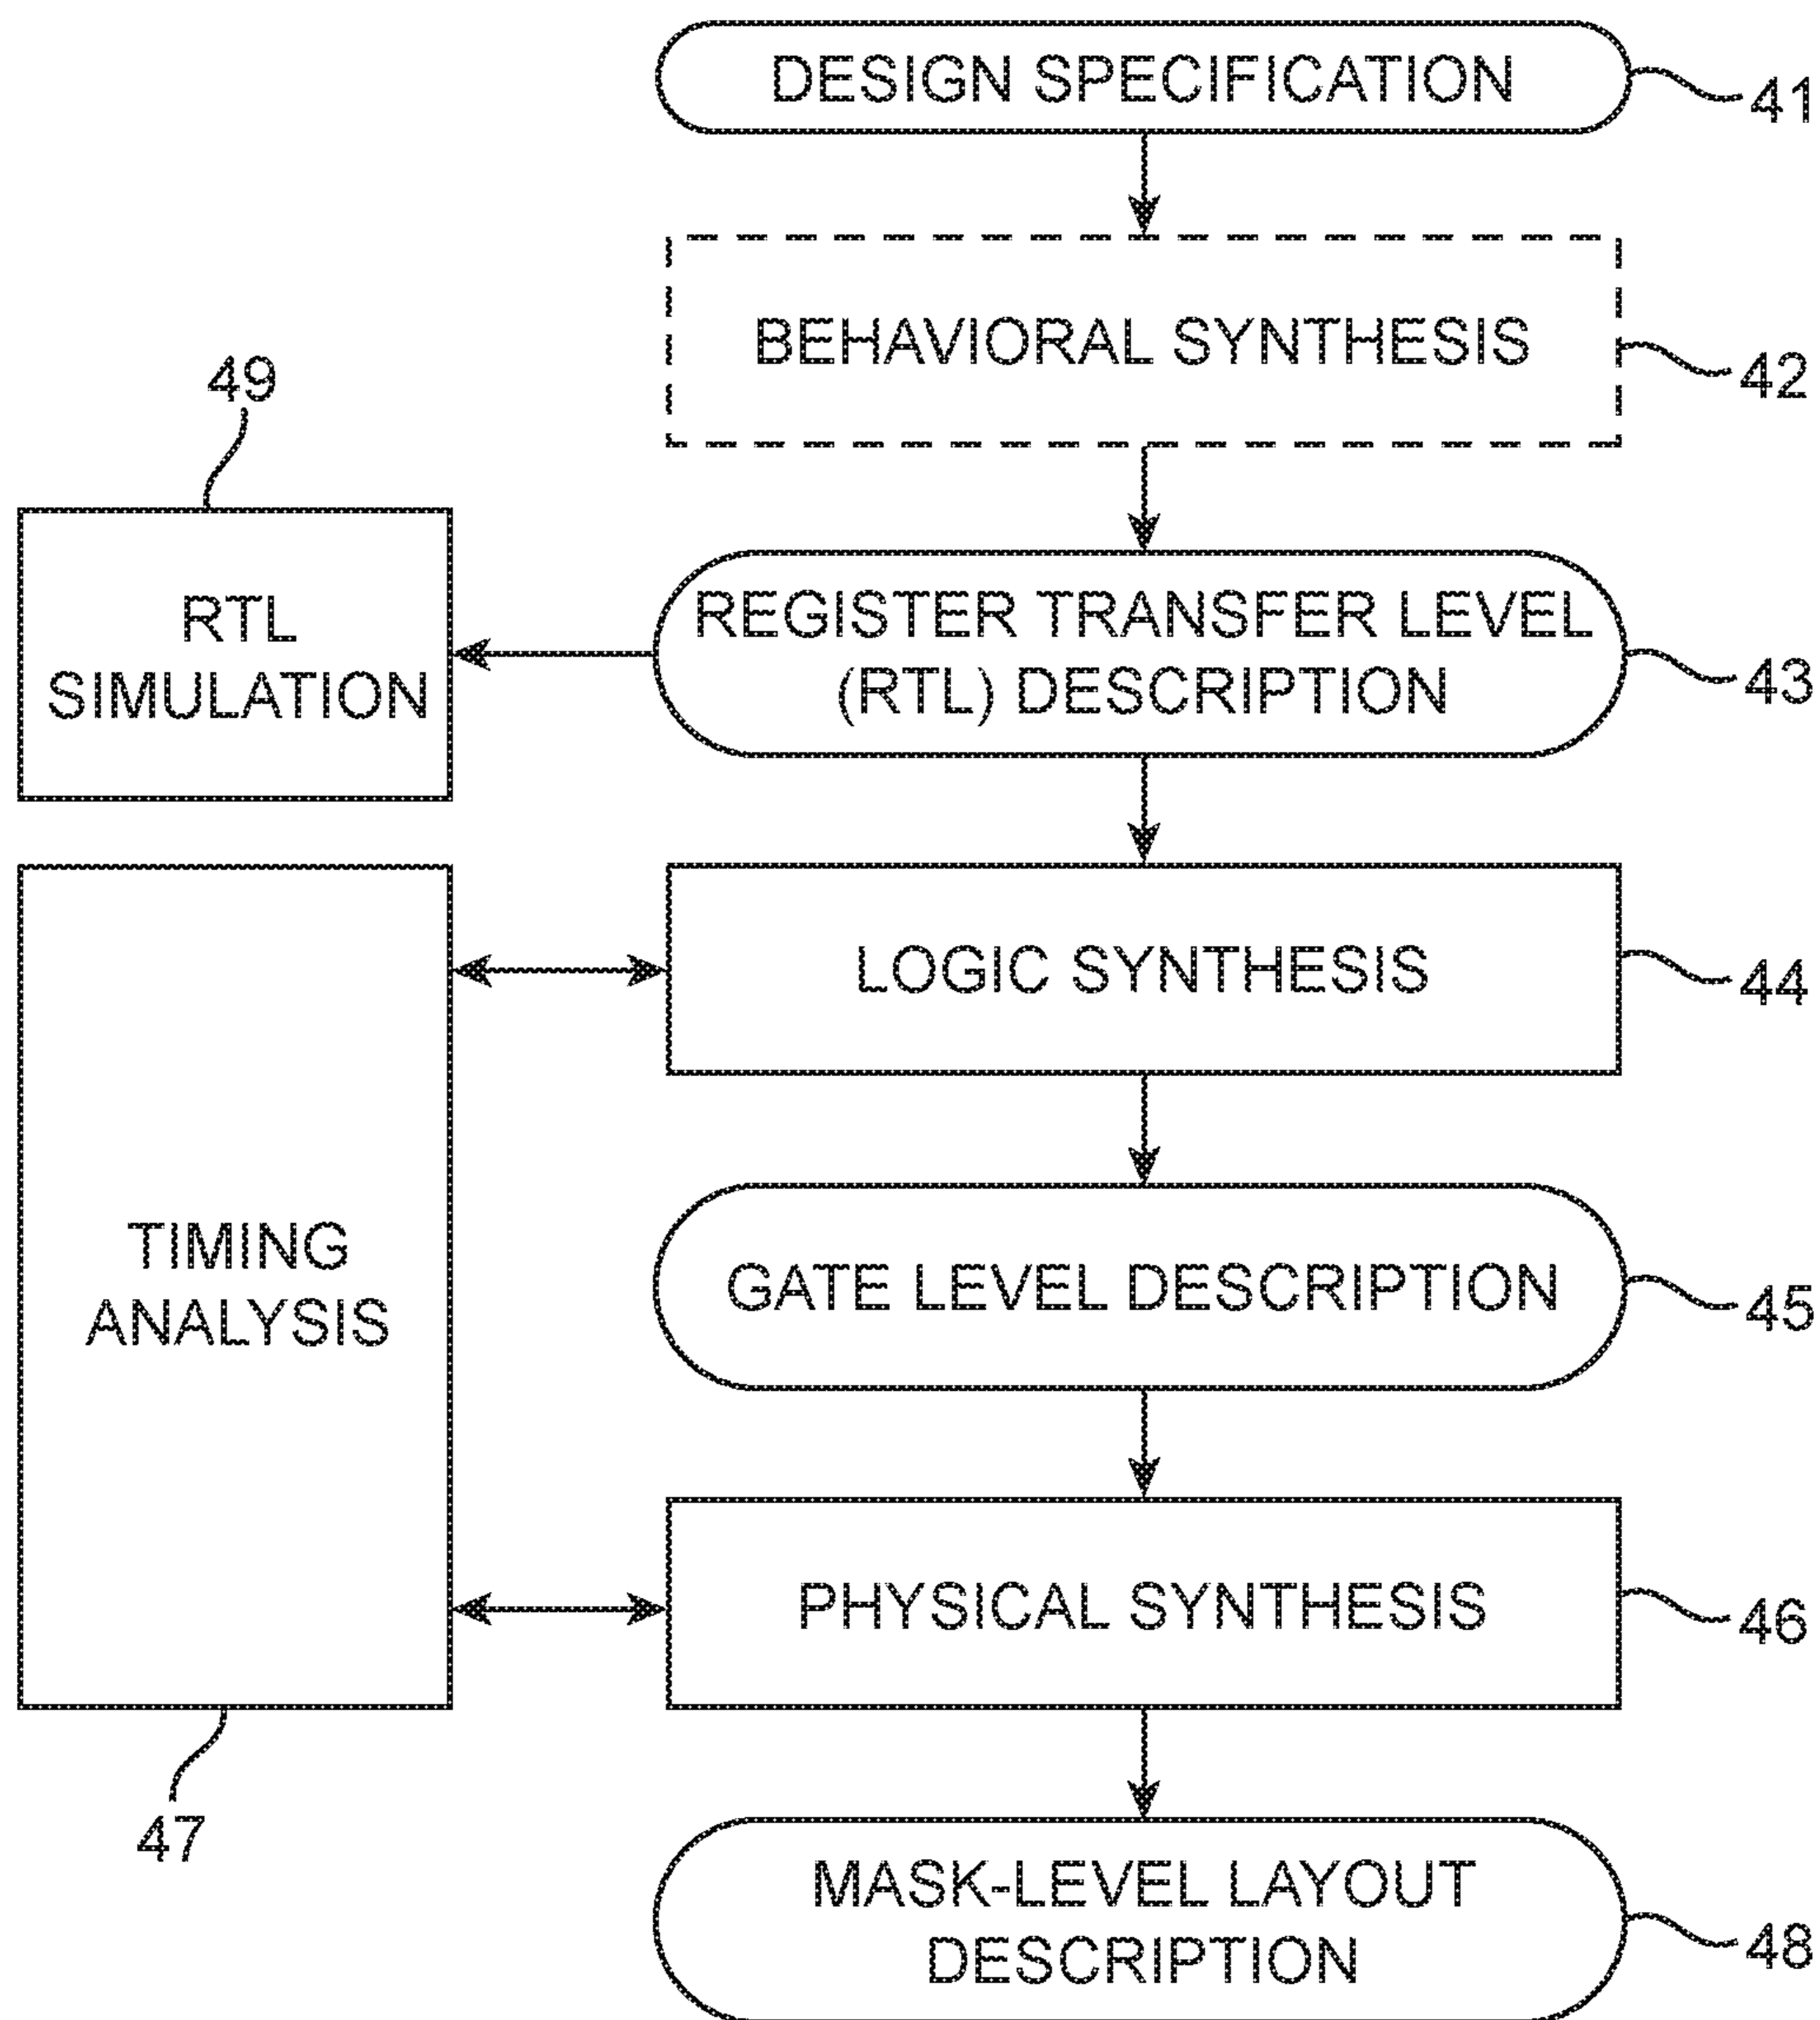 DESIGN SPECIFICATION
41
BEHAVIORAL SYNTHESIS
42
49
RTL
SIMULATION
REGISTER TRANSFER LEVEL
(RTL) DESCRIPTION
43
LOGIC SYNTHESIS
44
TIMING
ANALYSIS
GATE LEVEL DESCRIPTION
45
PHYSICAL SYNTHESIS
46
47
MASK-LEVEL LAYOUT
DESCRIPTION
48